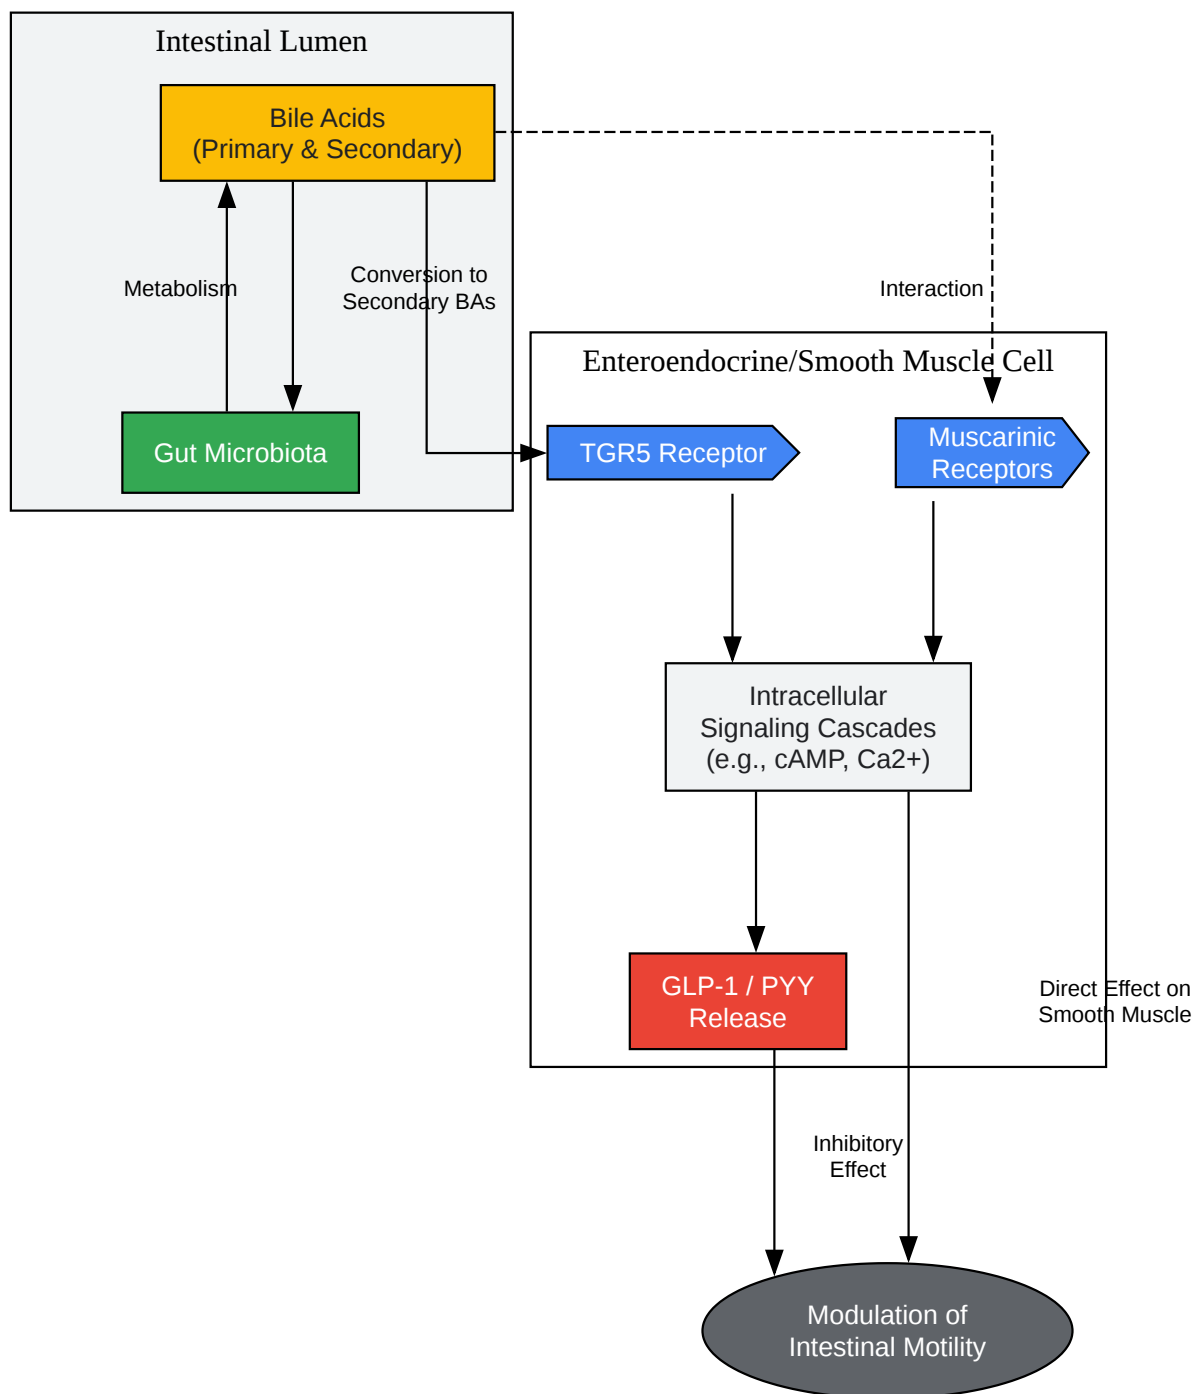 Intestinal Lumen
Bile Acids
(Primary & Secondary)
Metabolism
Conversion to
Secondary BAs
Interaction
Gut Microbiota
Enteroendocrine/Smooth Muscle Cell
TGR5 Receptor
Muscarinic
Receptors
Intracellular
Signaling Cascades
(e.g., cAMP, Ca2+)
GLP-1 / PYY
Release
Direct Effect on
Smooth Muscle
Inhibitory
Effect
Modulation of
Intestinal Motility